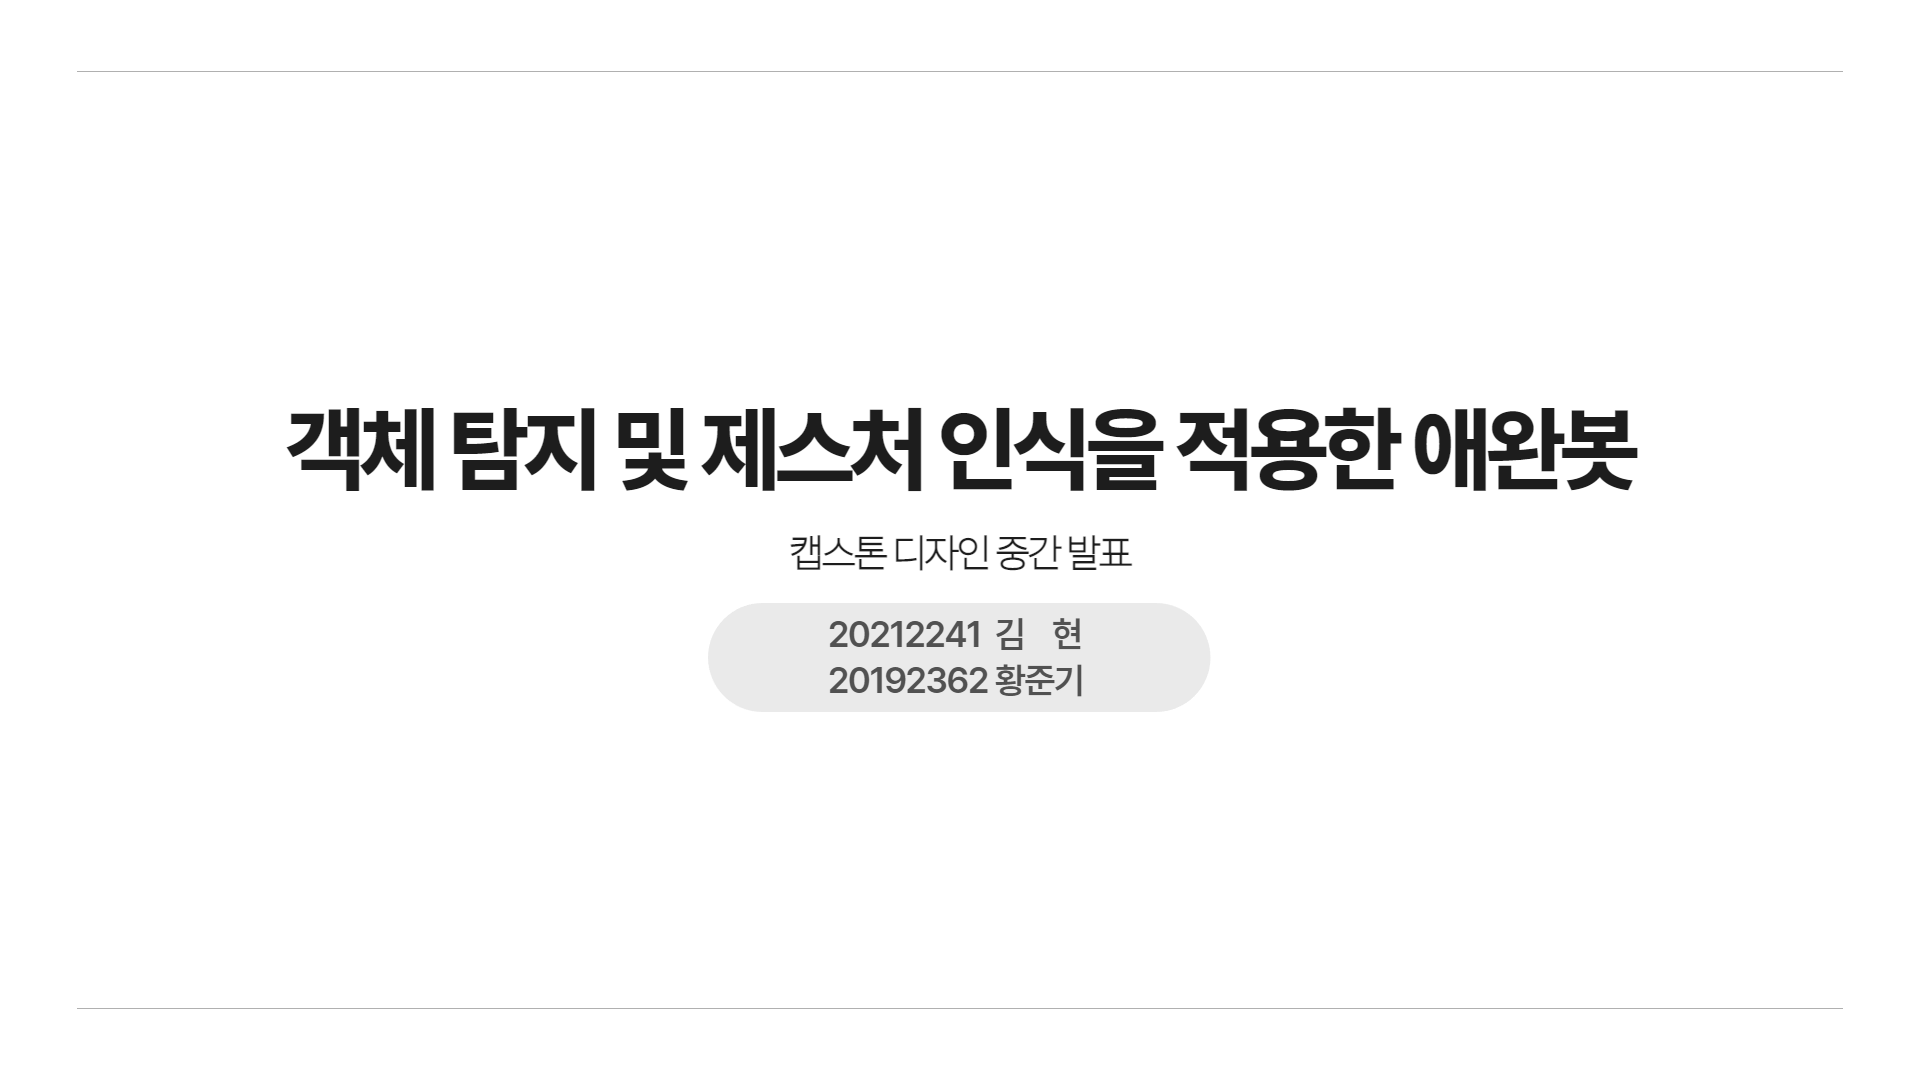 객체 탐지 및 제스처 인식을 적용한 애완봇
캡스톤 디자인 중간 발표
20212241 김 현
20192362 황준기